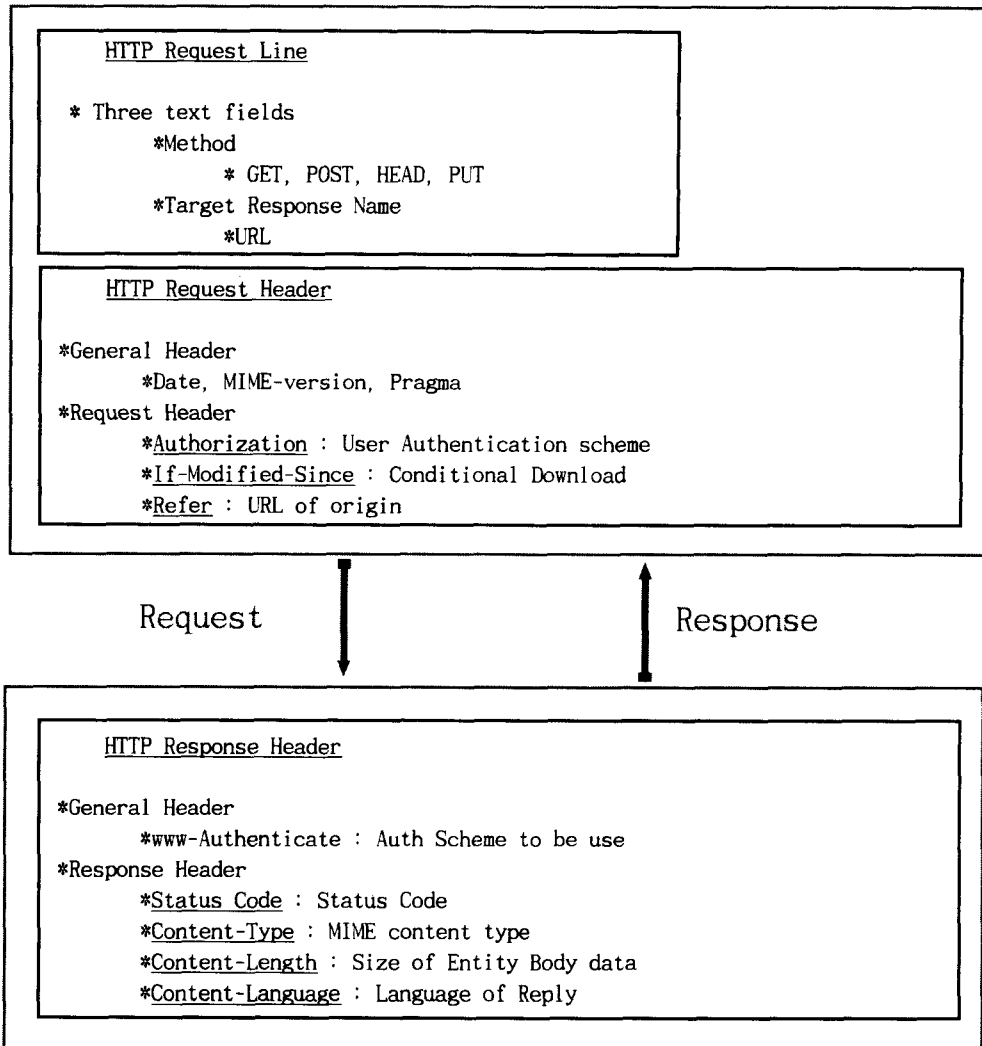 HTTP Request Line
* Three text fields
*Method
* GET, POST, HEAD, PUT
*Target Response Name
*URL
HTTP Request Header
*General Header
*Date, MIME-version, Pragma
*Request Header
*Authorization : User Authentication scheme
*If-Modified-Since : Conditional Download
*Refer : URL of origin
Request
Response
HTTP Response Header
*General Header
*www-Authenticate : Auth Scheme to be use
*Response Header
*Status Code : Status Code
*Content-Type : MIME content type
*Content-Length : Size of Entity Body data
*Content-Language : Language of Reply